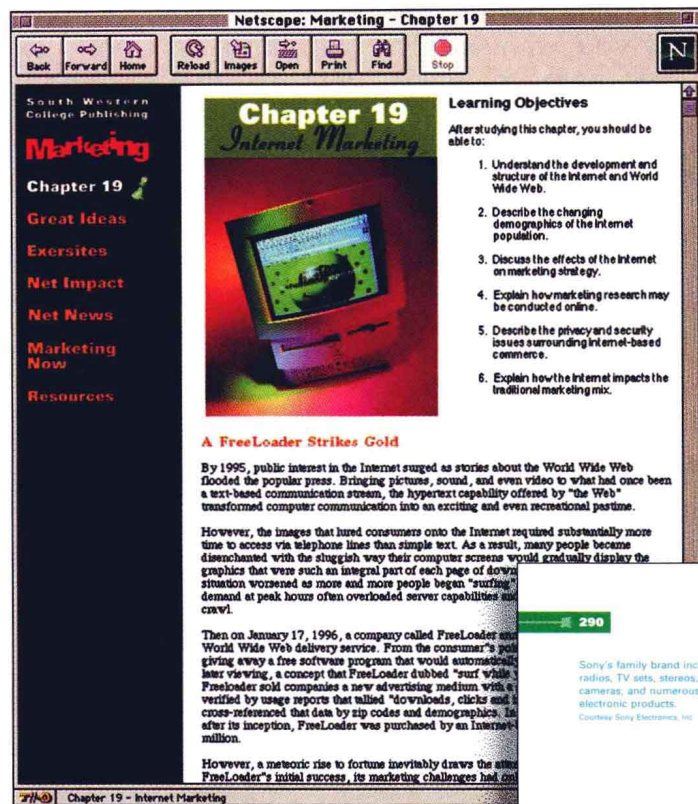 Netscape: Marketing - Chapter 19
Back Forward Home Reload Images Open Print Find Stop
N
South Western
College Publishing
Marketing
Chapter 19
Great Ideas
Exersites
Net Impact
Net News
Marketing
Now
Resources
Chapter 19
Internet Marketing
Learning Objectives
After studying this chapter, you should be
able to:
1. Understand the development and
structure of the Internet and World
Wide Web.
2. Describe the changing
demographics of the Internet
population.
3. Discuss the effects of the Internet
on marketing strategy.
4. Explain how marketing research may
be conducted online.
5. Describe the privacy and security
issues surrounding Internet-based
commerce.
6. Explain how the Internet impacts the
traditional marketing mix.
A FreeLoader Strikes Gold
By 1995, public interest in the Internet surged as stories about the World Wide Web
flooded the popular press. Bringing pictures, sound, and even video to what had once been
a text-based communication stream, the hypertext capability offered by "the Web"
transformed computer communication into an exciting and even recreational pastime.
However, the images that lured consumers onto the Internet required substantially more
time to access via telephone lines than simple text. As a result, many people became
disenchanted with the sluggish way their computer screens would gradually display the
graphics that were such an integral part of each page of
situation worsened as more and more people began "surfing"
demand at peak hours often overloaded server capabilities
crawl.
Then on January 17, 1996, a company called FreeLoader
World Wide Web delivery service. From the consumer"s
giving away a free software program that would
later viewing, a concept that FreeLoader dubbed "surf while
Freeloader sold companies a new advertising medium with a
verified by usage reports that tallied "downloads, clicks
cross-referenced that data by zip codes and demographics.
after its inception, FreeLoader was purchased by an
million.
However, a meteoric rise to fortune inevitably draws the
FreeLoader"s initial success, its marketing challenges had
Chapter 19 - Internet Marketing
290
Sony's family brand
radios, TV sets, stereos,
cameras, and numerous
electronic products.
Courtesy Sony Electronics, Inc